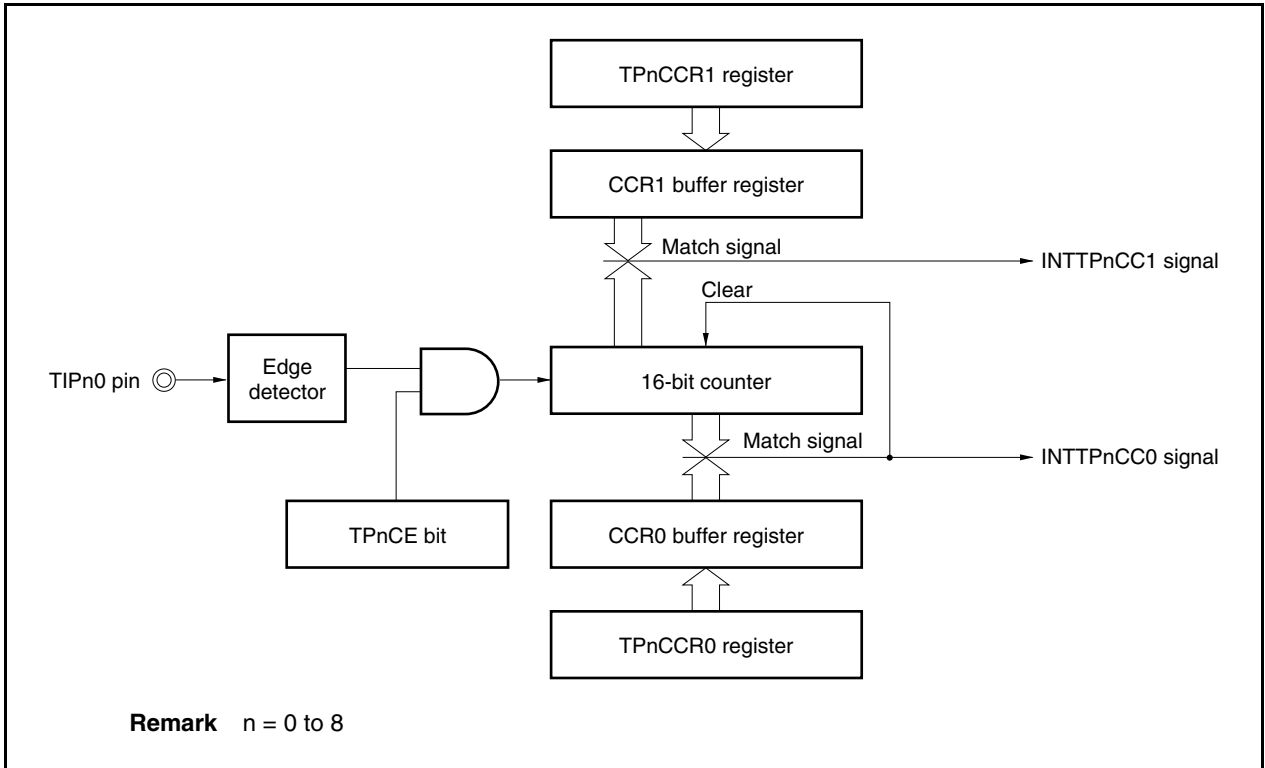 TPnCCR1 register
CCR1 buffer register
Match signal
INTTPnCC1 signal
Clear
TIPn0 pin
Edge
detector
16-bit counter
Match signal
INTTPnCC0 signal
TPnCE bit
CCR0 buffer register
TPnCCR0 register
Remark n = 0 to 8